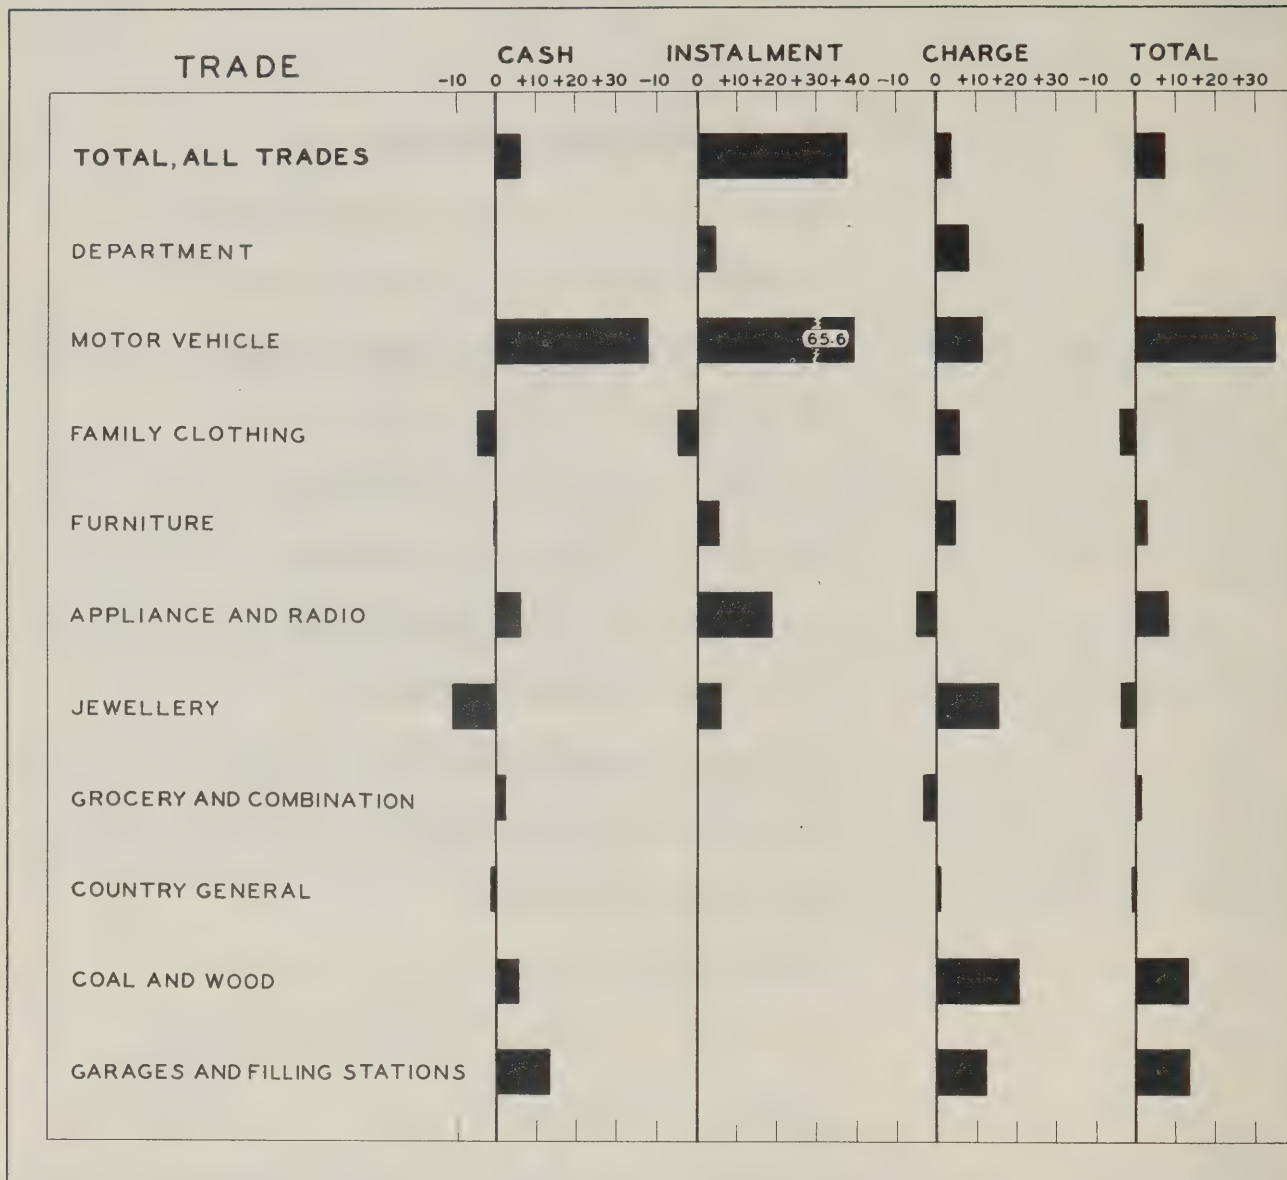 TRADE CASH INSTALMENT CHARGE TOTAL
-10 0 +10 +20 +30 -10 0 +10 +20 +30 +40 -10 0 +10 +20 +30 -10 0 +10 +20 +30
TOTAL, ALL TRADES
DEPARTMENT
MOTOR VEHICLE 65.6
FAMILY CLOTHING
FURNITURE
APPLIANCE AND RADIO
JEWELLERY
GROCERY AND COMBINATION
COUNTRY GENERAL
COAL AND WOOD
GARAGES AND FILLING STATIONS